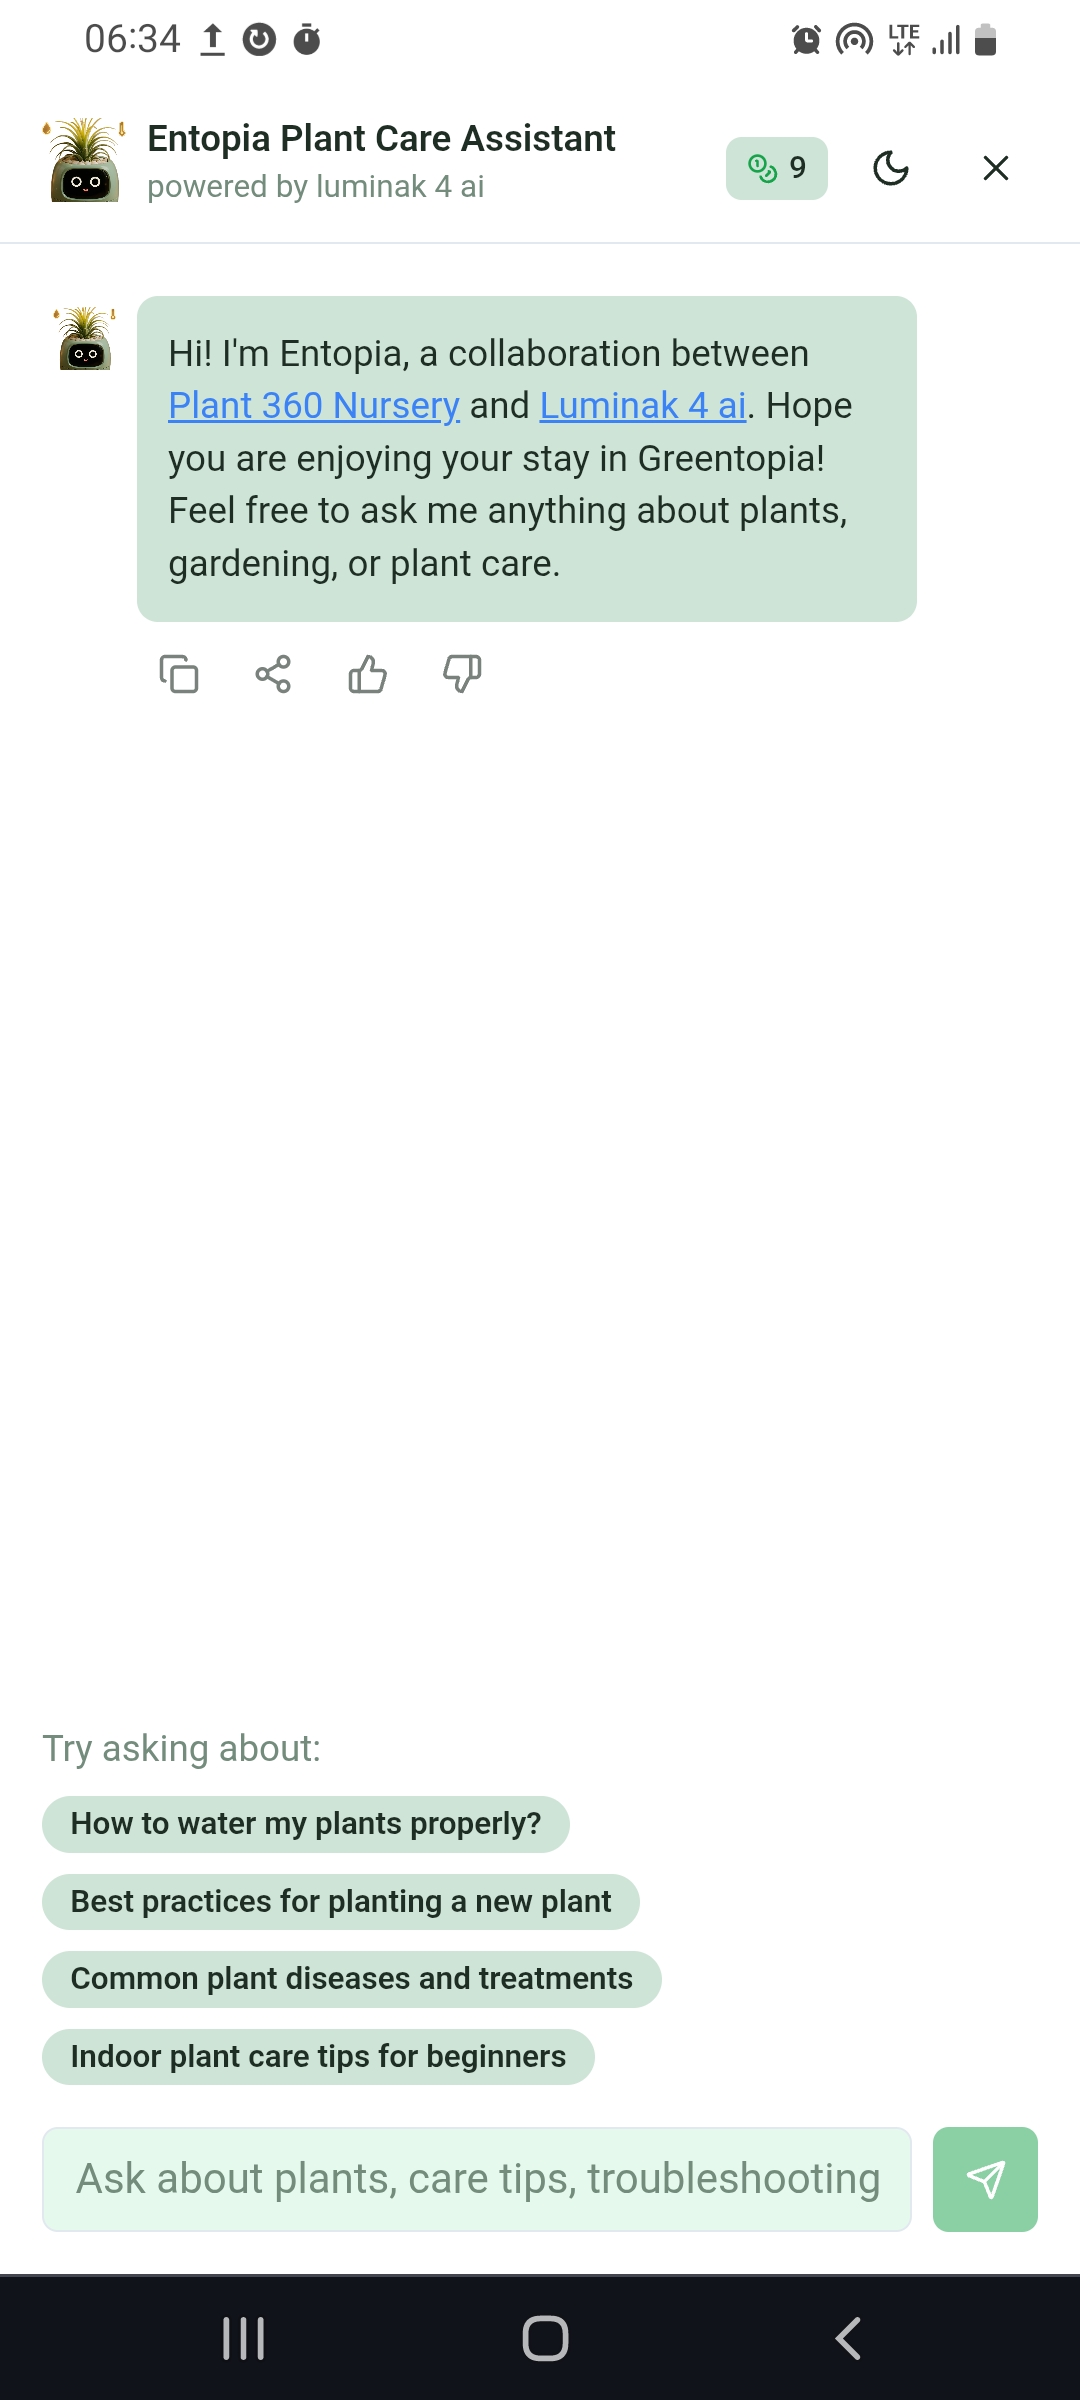 06:34
LTE
Entopia Plant Care Assistant
powered by luminak 4 ai
9
Hi! I'm Entopia, a collaboration between
Plant 360 Nursery and Luminak 4 ai. Hope
you are enjoying your stay in Greentopia!
Feel free to ask me anything about plants,
gardening, or plant care.
Try asking about:
How to water my plants properly?
Best practices for planting a new plant
Common plant diseases and treatments
Indoor plant care tips for beginners
Ask about plants, care tips, troubleshooting